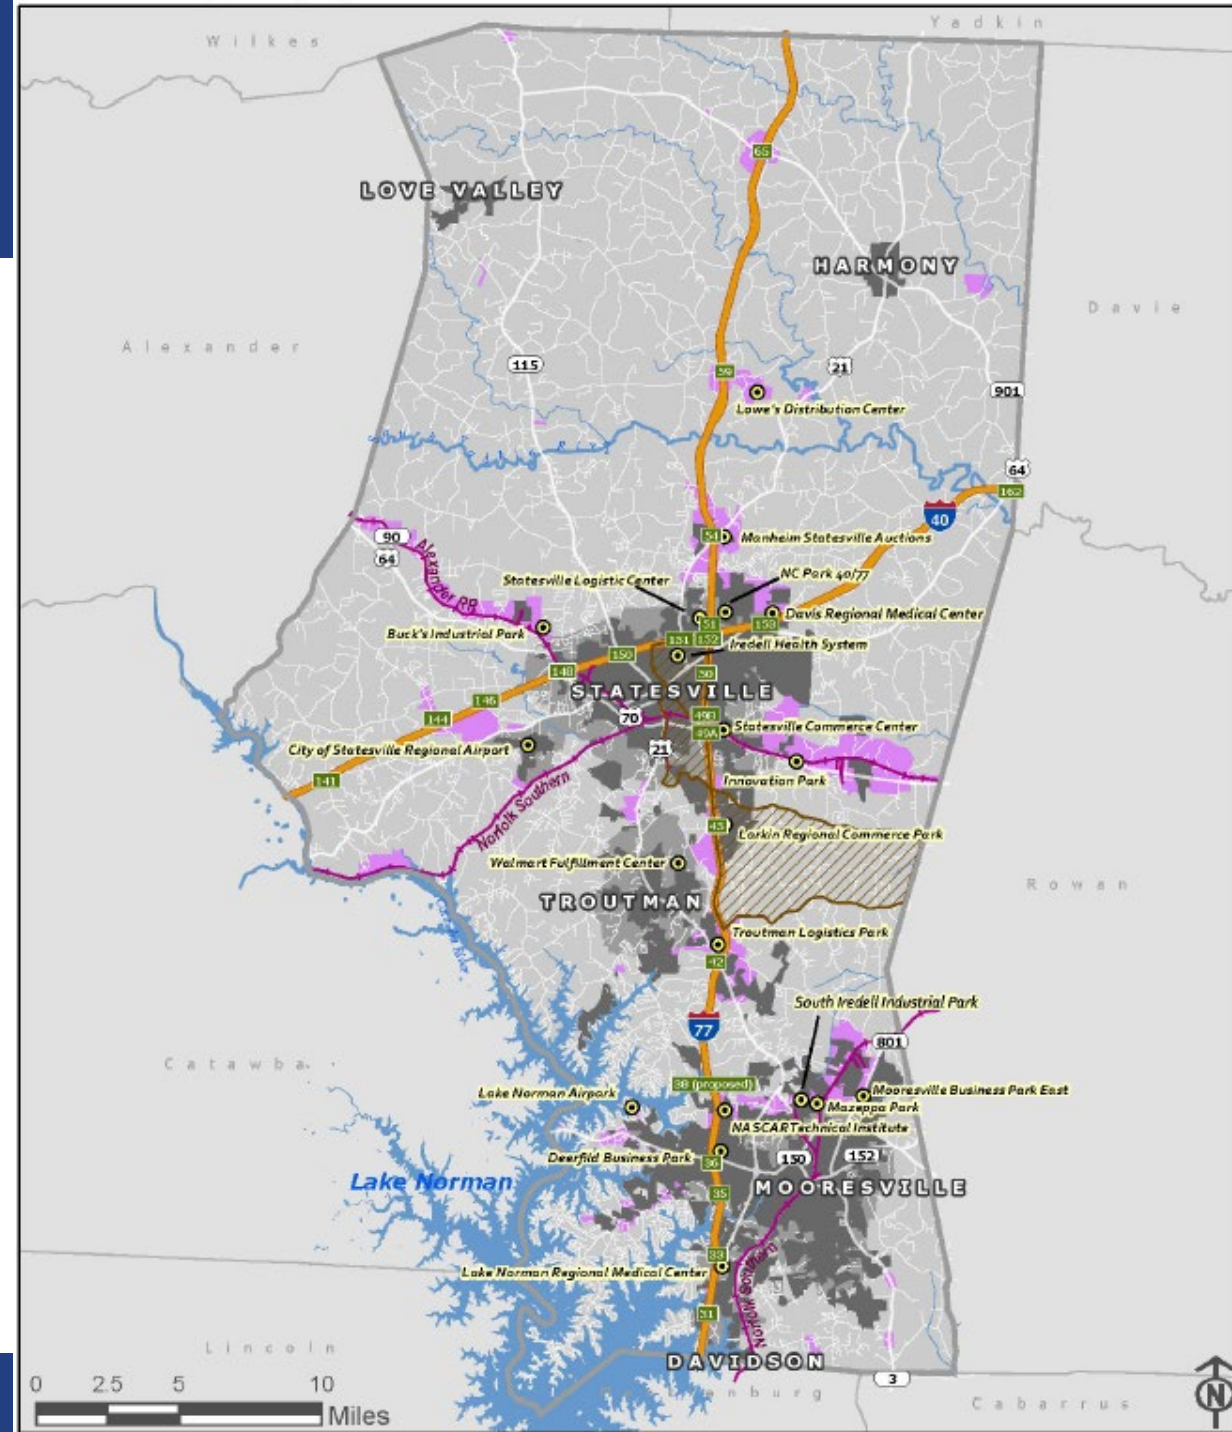 Wilkes
Yadkin
LOVE VALLEY
65
HARMONY
Davie
Alexander
115
59
21
901
Lowe's Distribution Center
64
162
40
90
64
Alexander RR
54
Manheim Statesville Auctions
Statesville Logistic Center
NC Park 40/77
Buck's Industrial Park
51
153
Davis Regional Medical Center
151
152
Iredell Health System
150
148
50
STATESVILLE
146
144
70
49B
49A
Statesville Commerce Center
21
City of Statesville Regional Airport
141
Innovation Park
Norfolk Southern
45
Larkin Regional Commerce Park
Walmart Fulfillment Center
TROUTMAN
Rowan
Troutman Logistics Park
42
South Iredell Industrial Park
77
801
Catawba
38 (proposed)
Lake Norman Airpark
Mooresville Business Park East
Mazeppa Park
NASCAR Technical Institute
Deerfild Business Park
36
150
152
Lake Norman
35
MOORESVILLE
33
Lake Norman Regional Medical Center
31
Norfolk Southern
Lincoln
DAVIDSON
3
Cabarrus
0 2.5 5 10
Miles
N